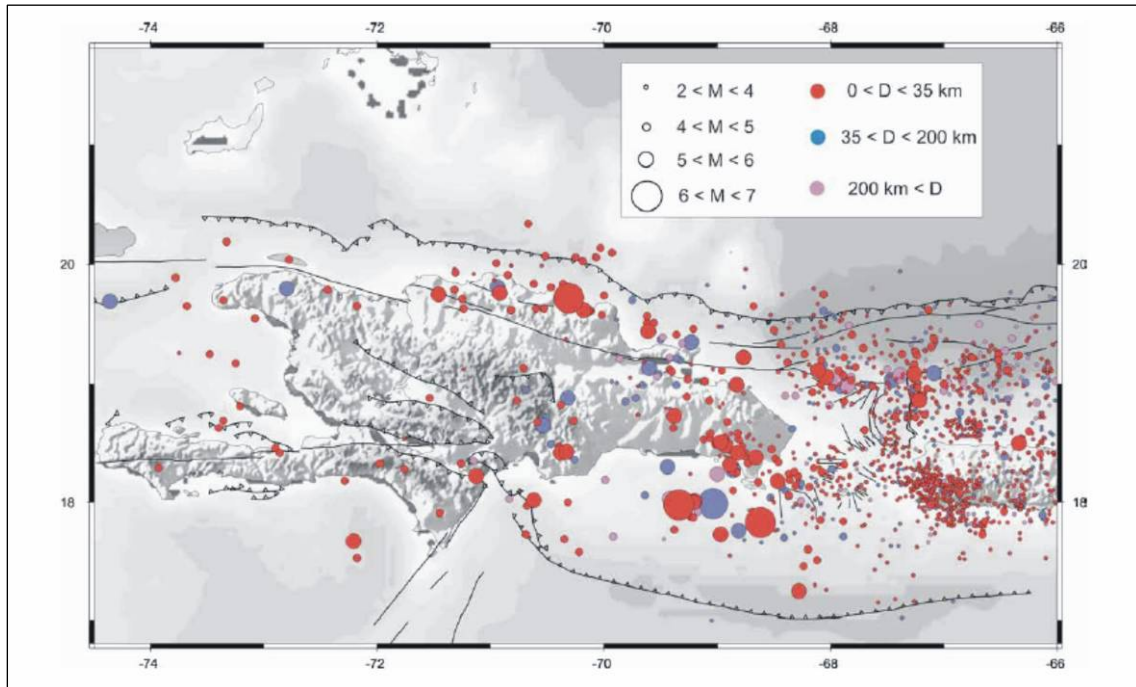 -74 -72 -70 -68 -66
2 < M < 4
4 < M < 5
5 < M < 6
6 < M < 7
0 < D < 35 km
35 < D < 200 km
200 km < D
20 20
18 18
-74 -72 -70 -68 -66